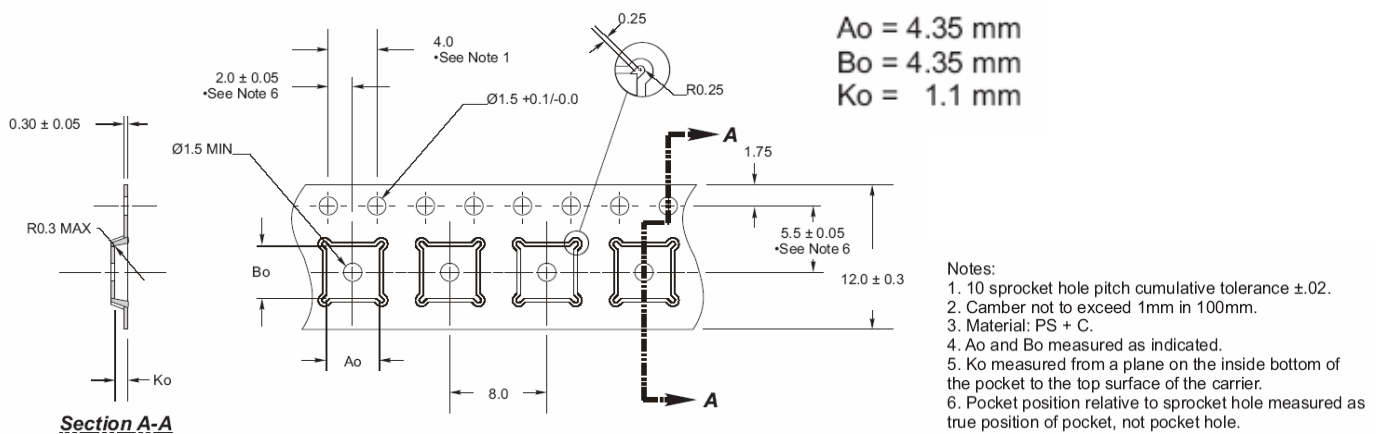 0.25
4.0
•See Note 1
2.0 ± 0.05
•See Note 6
Ø1.5 +0.1/-0.0
R0.25
0.30 ± 0.05
Ø1.5 MIN
A
1.75
R0.3 MAX
5.5 ± 0.05
•See Note 6
Bo
12.0 ± 0.3
Ao
Ko
8.0
A
Section A-A
Ao = 4.35 mm
Bo = 4.35 mm
Ko = 1.1 mm
Notes:
1. 10 sprocket hole pitch cumulative tolerance ±.02.
2. Camber not to exceed 1mm in 100mm.
3. Material: PS + C.
4. Ao and Bo measured as indicated.
5. Ko measured from a plane on the inside bottom of
the pocket to the top surface of the carrier.
6. Pocket position relative to sprocket hole measured as
true position of pocket, not pocket hole.